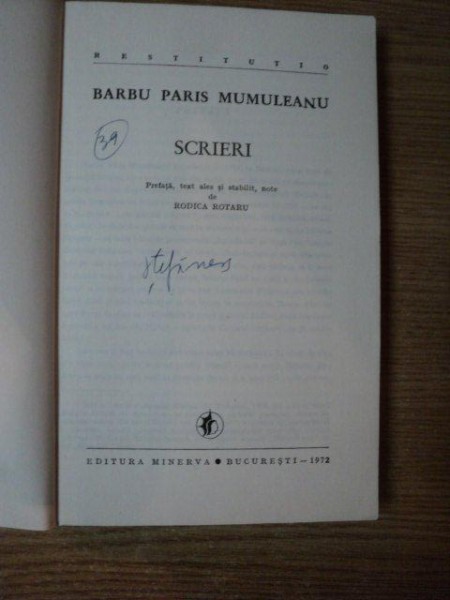 RESTITUTIO
BARBU PARIS MUMULEANU
39
SCRIERI
Prefață, text ales și stabilit, note
de
RODICA ROTARU
EDITURA MINERVA ● BUCUREȘTI — 1972